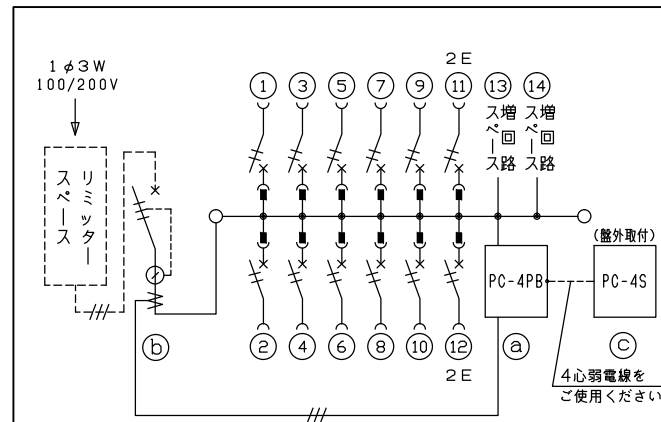 1φ3W
100/200V
リミッター
スペース
2E
① ③ ⑤ ⑦ ⑨ ⑪ ⑬ ⑭
増回路
スペース
増回路
スペース
(盤外取付)
PC-4PB
PC-4S
ⓑ ② ④ ⑥ ⑧ ⑩ ⑫ ⓐ ⓒ
2E
4心弱電線を
ご使用ください